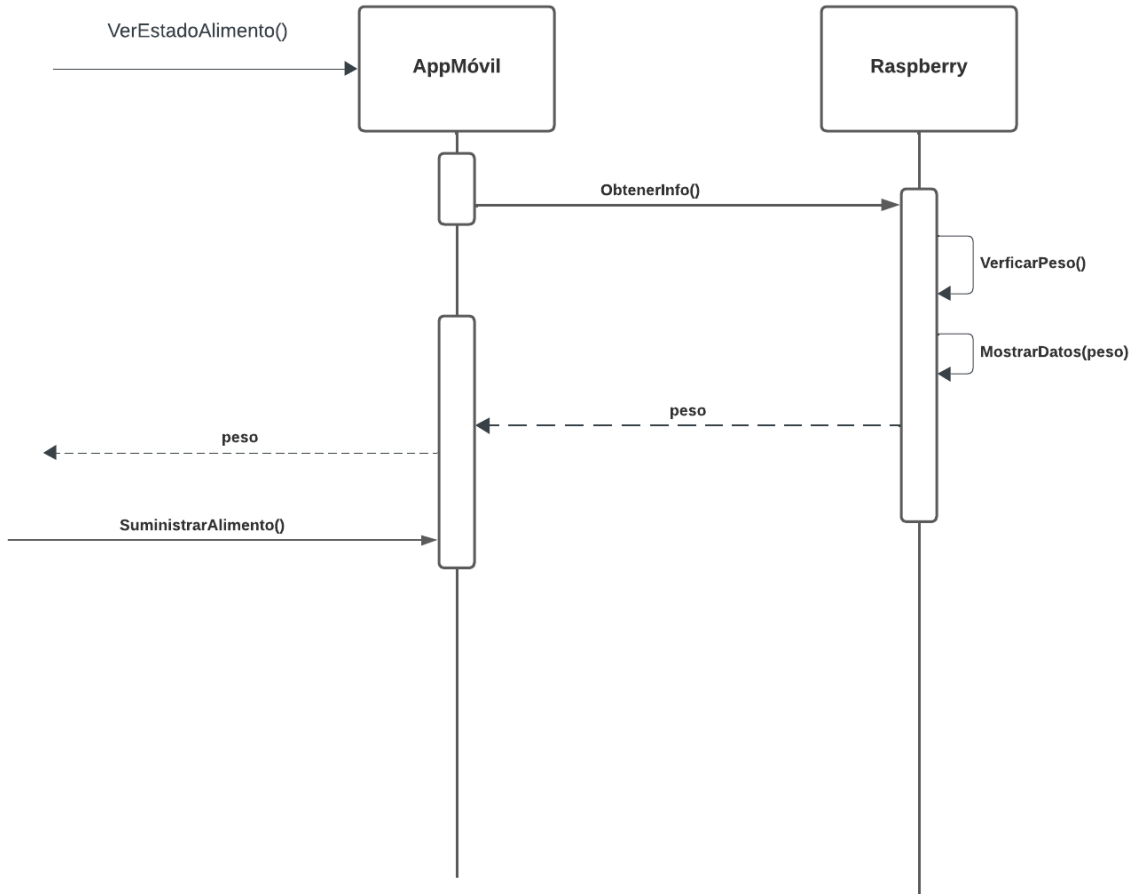 VerEstadoAlimento()
AppMóvil
Raspberry
ObtenerInfo()
VerficarPeso()
MostrarDatos(peso)
peso
peso
SuministrarAlimento()